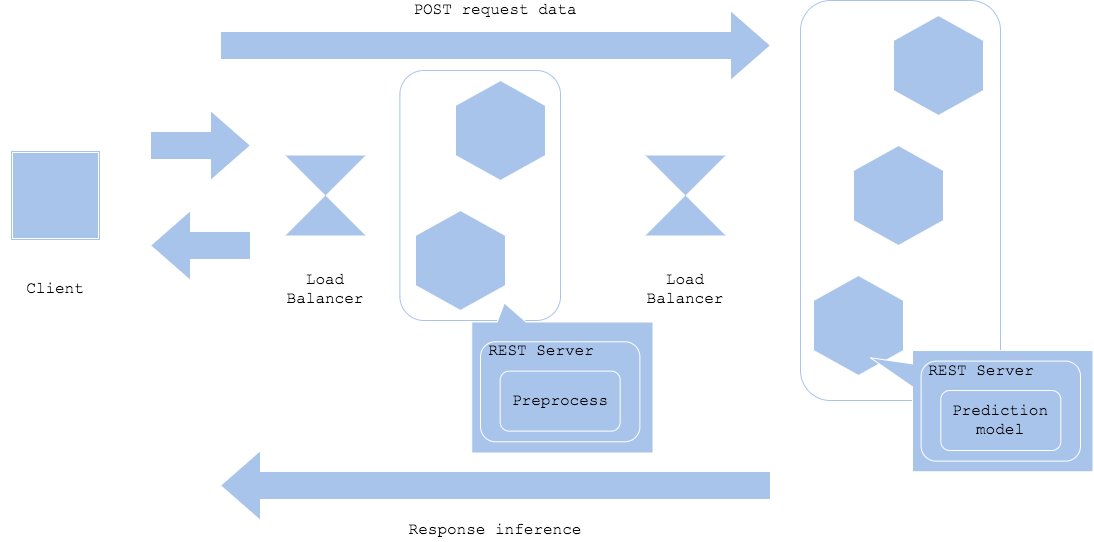 POST request data
Client
Load
Balancer
Load
Balancer
REST Server
Preprocess
REST Server
Prediction
model
Response inference